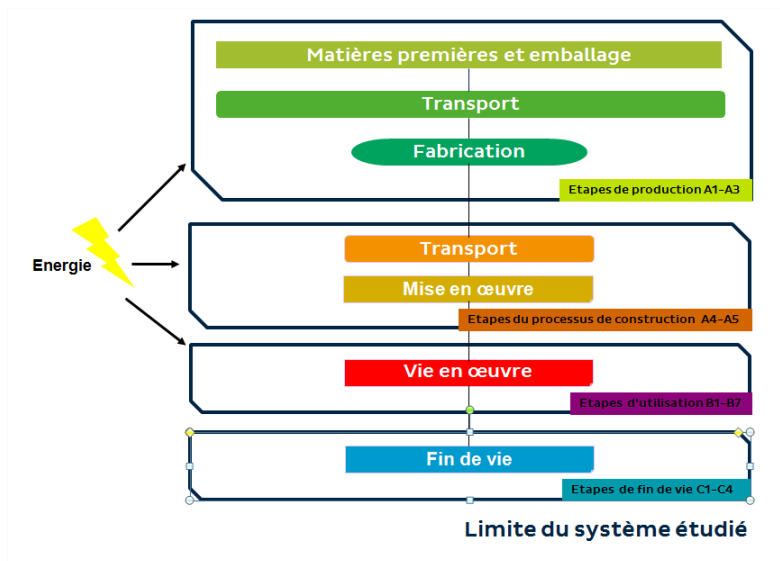 Matières premières et emballage
Transport
Fabrication
Etapes de production A1-A3
Energie
Transport
Mise en œuvre
Etapes du processus de construction A4-A5
Vie en œuvre
Etapes d'utilisation B1-B7
Fin de vie
Etapes de fin de vie C1-C4
Limite du système étudié